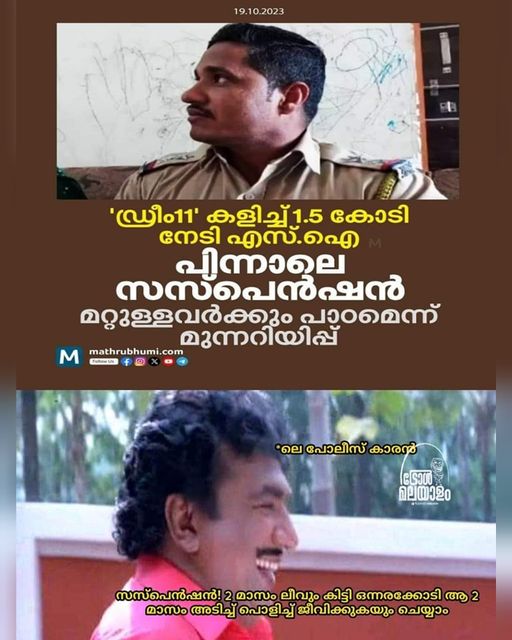 19.10.2023
'ഡ്രീം11' കളിച്ച് 1.5 കോടി
നേടി എസ്.ഐ
പിന്നാലെ
സസ്പെൻഷൻ
മറ്റുള്ളവർക്കും പാഠമെന്ന്
മുന്നറിയിപ്പ്
M mathrubhumi.com
Follow Us
*ലെ പോലീസ് കാരൻ
ട്രോൾ
മലയാളം
സസ്പെൻഷൻ! 2 മാസം ലീവും കിട്ടി ഒന്നരക്കോടി ആ 2
മാസം അടിച്ച് പൊളിച്ച് ജീവിക്കുകയും ചെയ്യാം